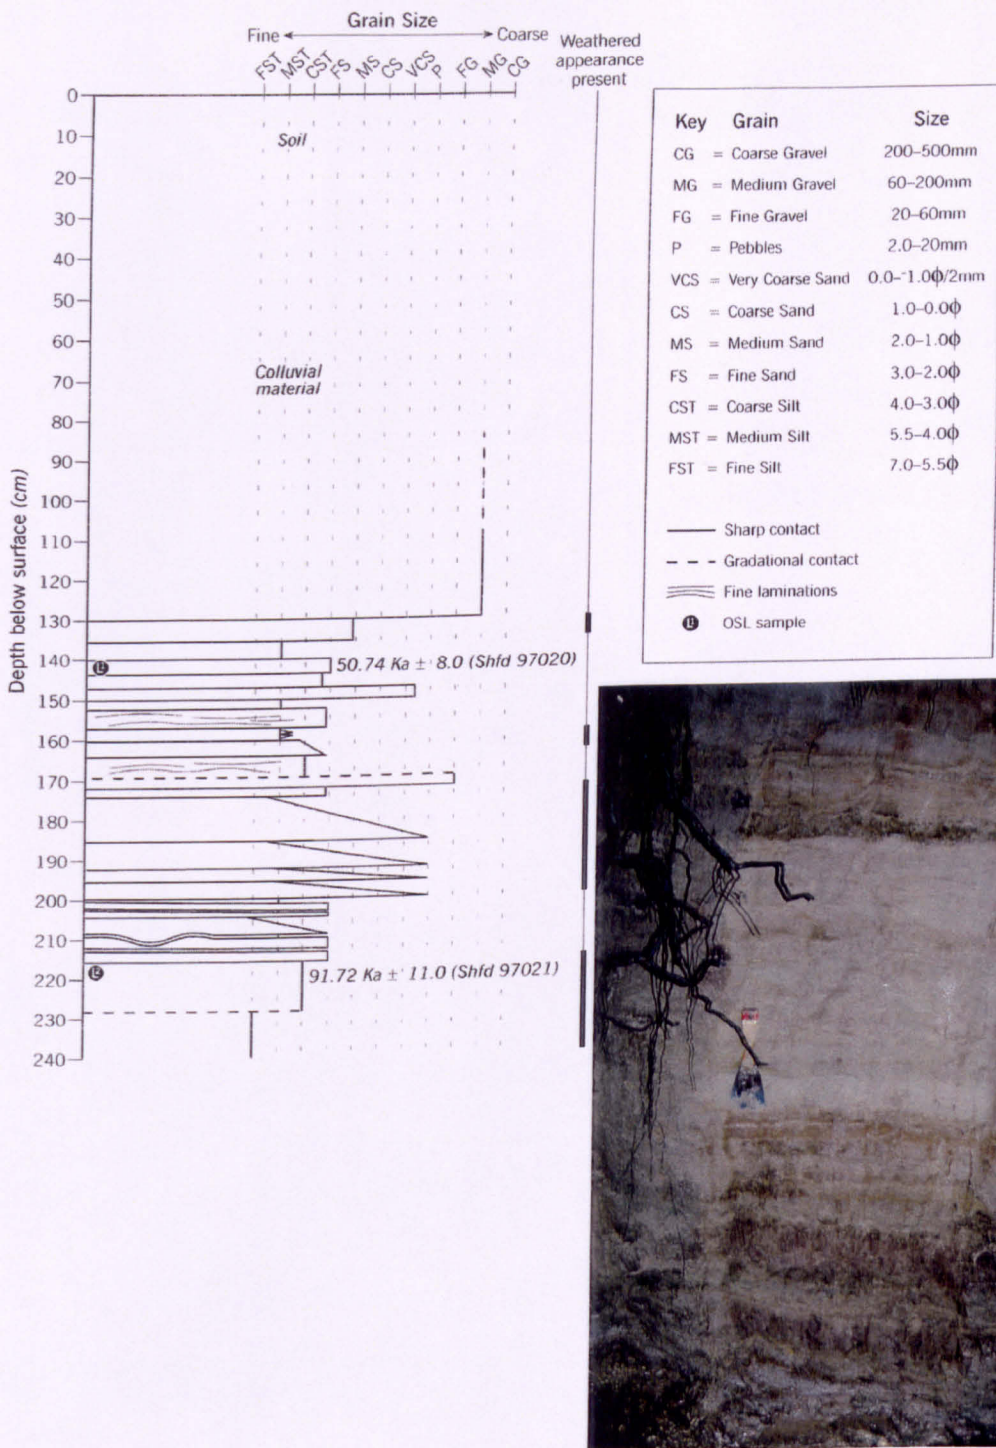 Grain Size
Fine Coarse
FST MST CST FS MS CS VCS P FG MG CG
Weathered
appearance
present
0
10
20
30
40
50
60
70
80
90
100
110
120
130
140
150
160
170
180
190
200
210
220
230
240
Depth below surface (cm)
Soil
Colluvial
material
50.74 Ka ± 8.0 (Shfd 97020)
91.72 Ka ± 11.0 (Shfd 97021)
Key Grain Size
CG = Coarse Gravel 200–500mm
MG = Medium Gravel 60–200mm
FG = Fine Gravel 20–60mm
P = Pebbles 2.0–20mm
VCS = Very Coarse Sand 0.0–⁻1.0ϕ/2mm
CS = Coarse Sand 1.0–0.0ϕ
MS = Medium Sand 2.0–1.0ϕ
FS = Fine Sand 3.0–2.0ϕ
CST = Coarse Silt 4.0–3.0ϕ
MST = Medium Silt 5.5–4.0ϕ
FST = Fine Silt 7.0–5.5ϕ
Sharp contact
Gradational contact
Fine laminations
OSL sample